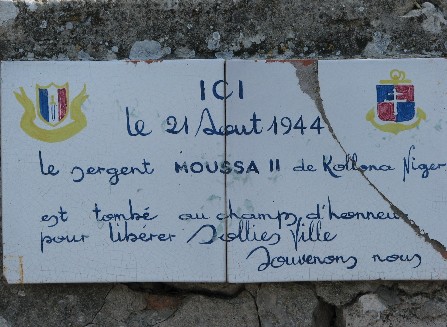 ICI
le 21 Aout 1944
le sergent MOUSSA II de Kollona Niger
est tombé au champs d'honneur
pour libérer Sollies Ville
Souvenons nous